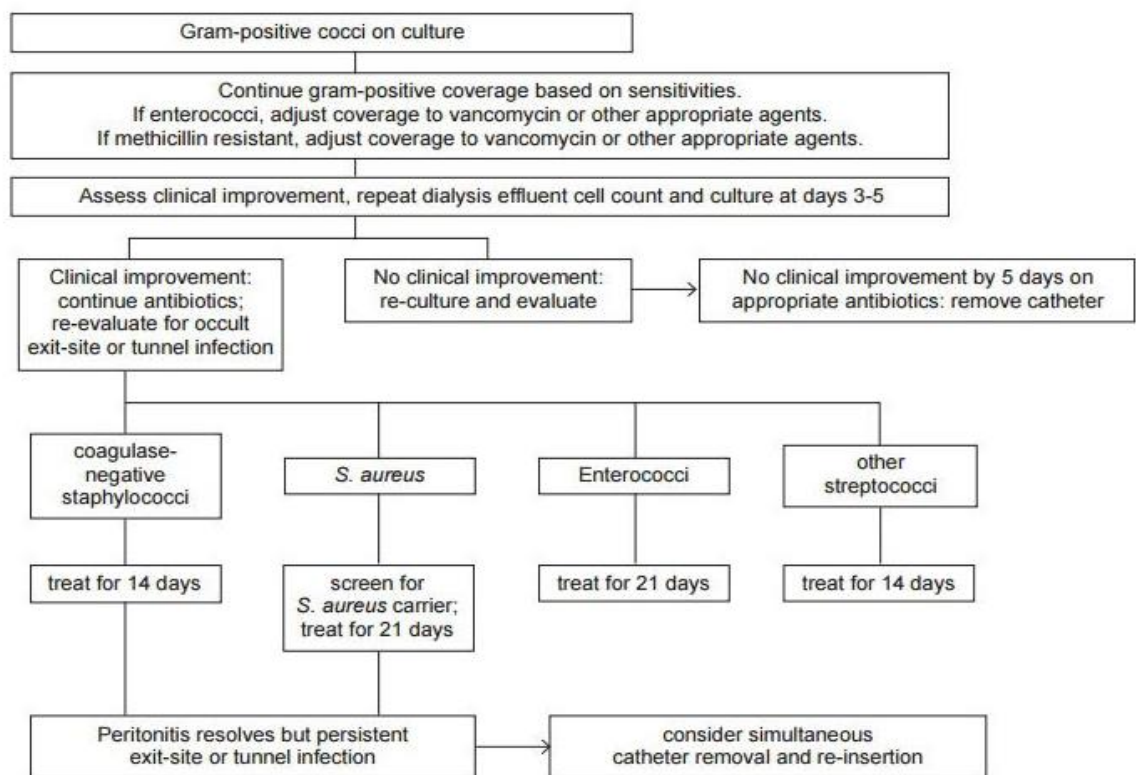 Gram-positive cocci on culture
Continue gram-positive coverage based on sensitivities.
If enterococci, adjust coverage to vancomycin or other appropriate agents.
If methicillin resistant, adjust coverage to vancomycin or other appropriate agents.
Assess clinical improvement, repeat dialysis effluent cell count and culture at days 3-5
Clinical improvement:
continue antibiotics;
re-evaluate for occult
exit-site or tunnel infection
No clinical improvement:
re-culture and evaluate
No clinical improvement by 5 days on
appropriate antibiotics: remove catheter
coagulase-
negative
staphylococci
S. aureus
Enterococci
other
streptococci
treat for 14 days
screen for
S. aureus carrier;
treat for 21 days
treat for 21 days
treat for 14 days
Peritonitis resolves but persistent
exit-site or tunnel infection
consider simultaneous
catheter removal and re-insertion